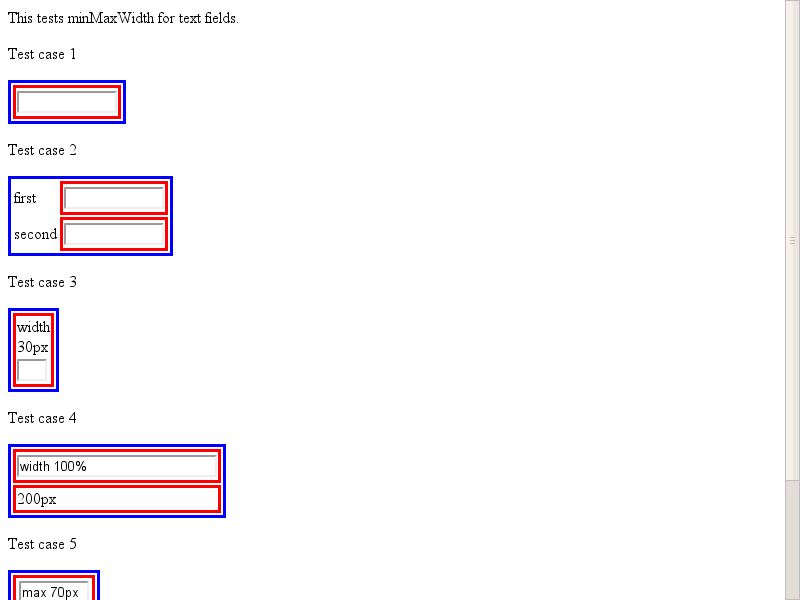 This tests minMaxWidth for text fields.
Test case 1
Test case 2
first
second
Test case 3
width
30px
Test case 4
width 100%
200px
Test case 5
max 70px